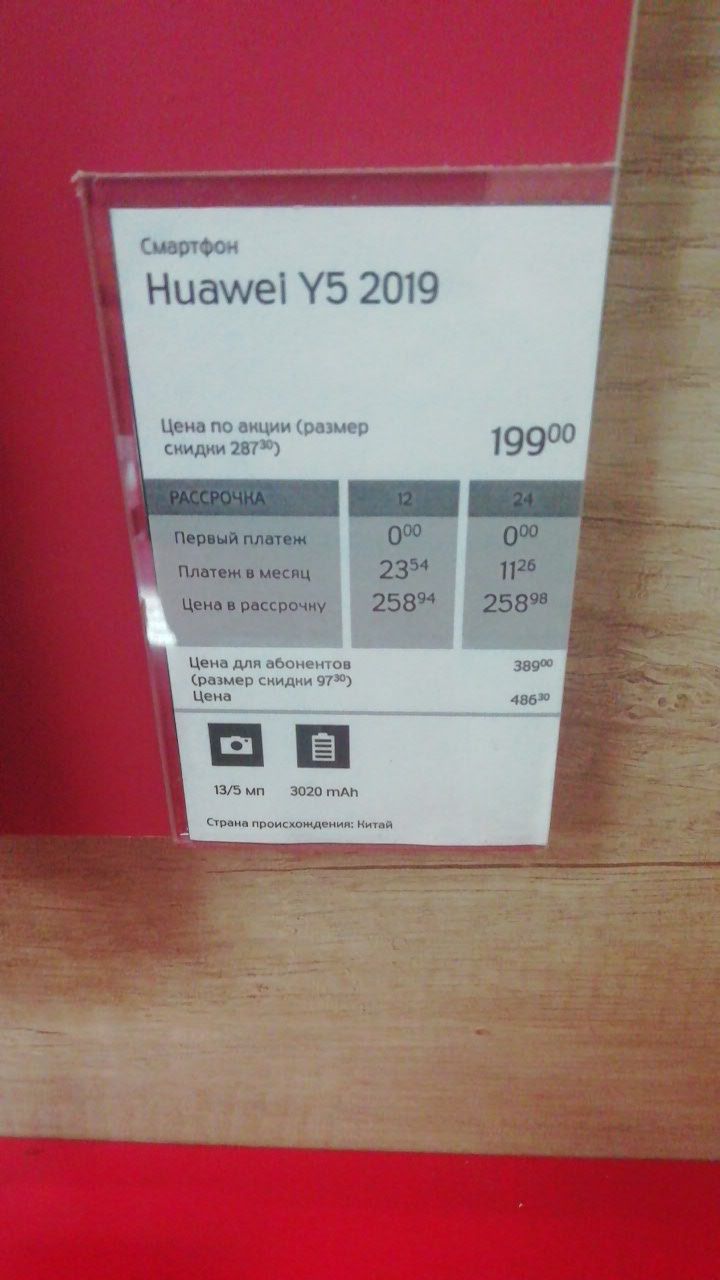 Смартфон
Huawei Y5 2019
Цена по акции (размер
скидки 287³⁰) 199⁰⁰
РАССРОЧКА 12 24
Первый платеж 0⁰⁰ 0⁰⁰
Платеж в месяц 23⁵⁴ 11²⁶
Цена в рассрочку 258⁹⁴ 258⁹⁸
Цена для абонентов 389⁰⁰
(размер скидки 97³⁰)
Цена 486³⁰
13/5 мп 3020 mAh
Страна происхождения: Китай